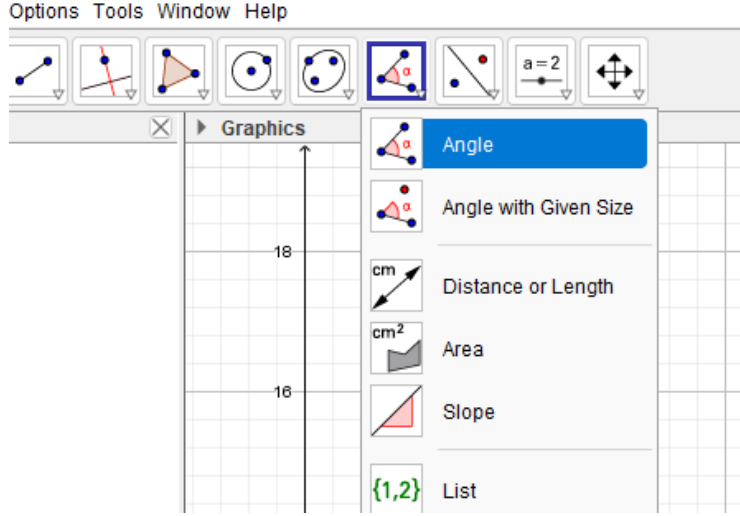 Options Tools Window Help
a=2
Graphics
Angle
Angle with Given Size
cm
Distance or Length
cm²
Area
Slope
{1,2}
List
18
16
α
α
α